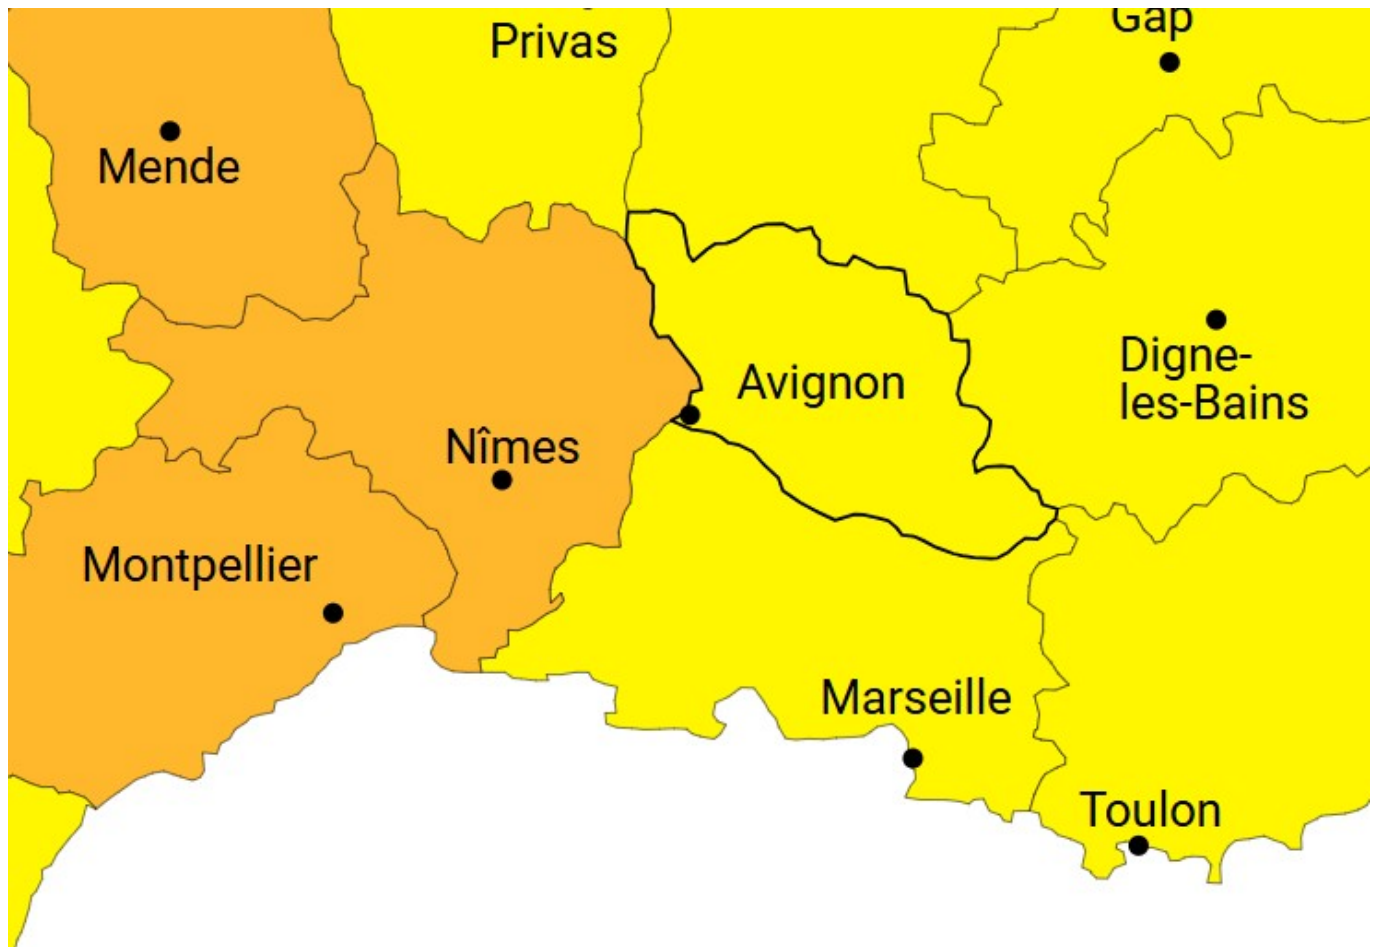 Gap
Privas
Mende
Digne-
les-Bains
Avignon
Nîmes
Montpellier
Marseille
Toulon